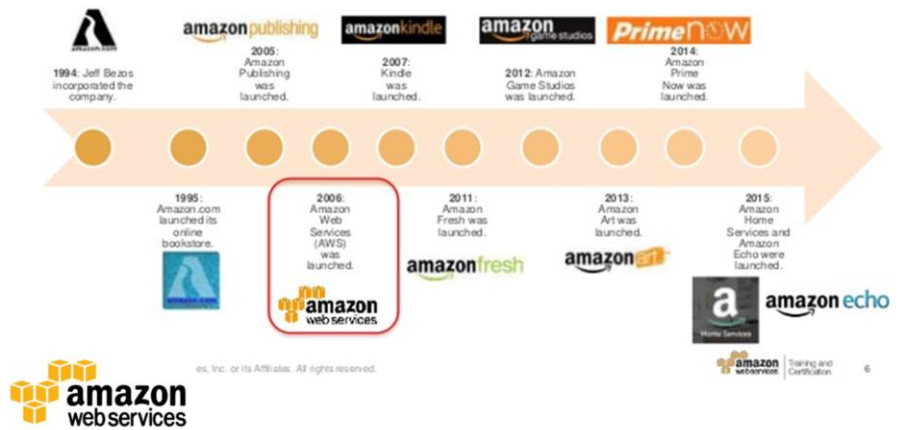 amazon.com
amazonpublishing
amazonkindle
amazon
game studios
PrimeNOW
1994: Jeff Bezos
incorporated the
company.
2005:
Amazon
Publishing
was
launched.
2007:
Kindle
was
launched.
2012: Amazon
Game Studios
was launched.
2014:
Amazon
Prime
Now was
launched.
1995:
Amazon.com
launched its
online
bookstore.
amazon.com
2006:
Amazon
Web
Services
(AWS)
was
launched.
amazon
webservices
2011:
Amazon
Fresh was
launched.
amazonfresh
2013:
Amazon
Art was
launched.
amazonart
2015:
Amazon
Home
Services and
Amazon
Echo were
launched.
a
Home Services
amazon echo
es, Inc. or its Affiliates. All rights reserved.
amazon
webservices
Training and
Certification
6
amazon
webservices